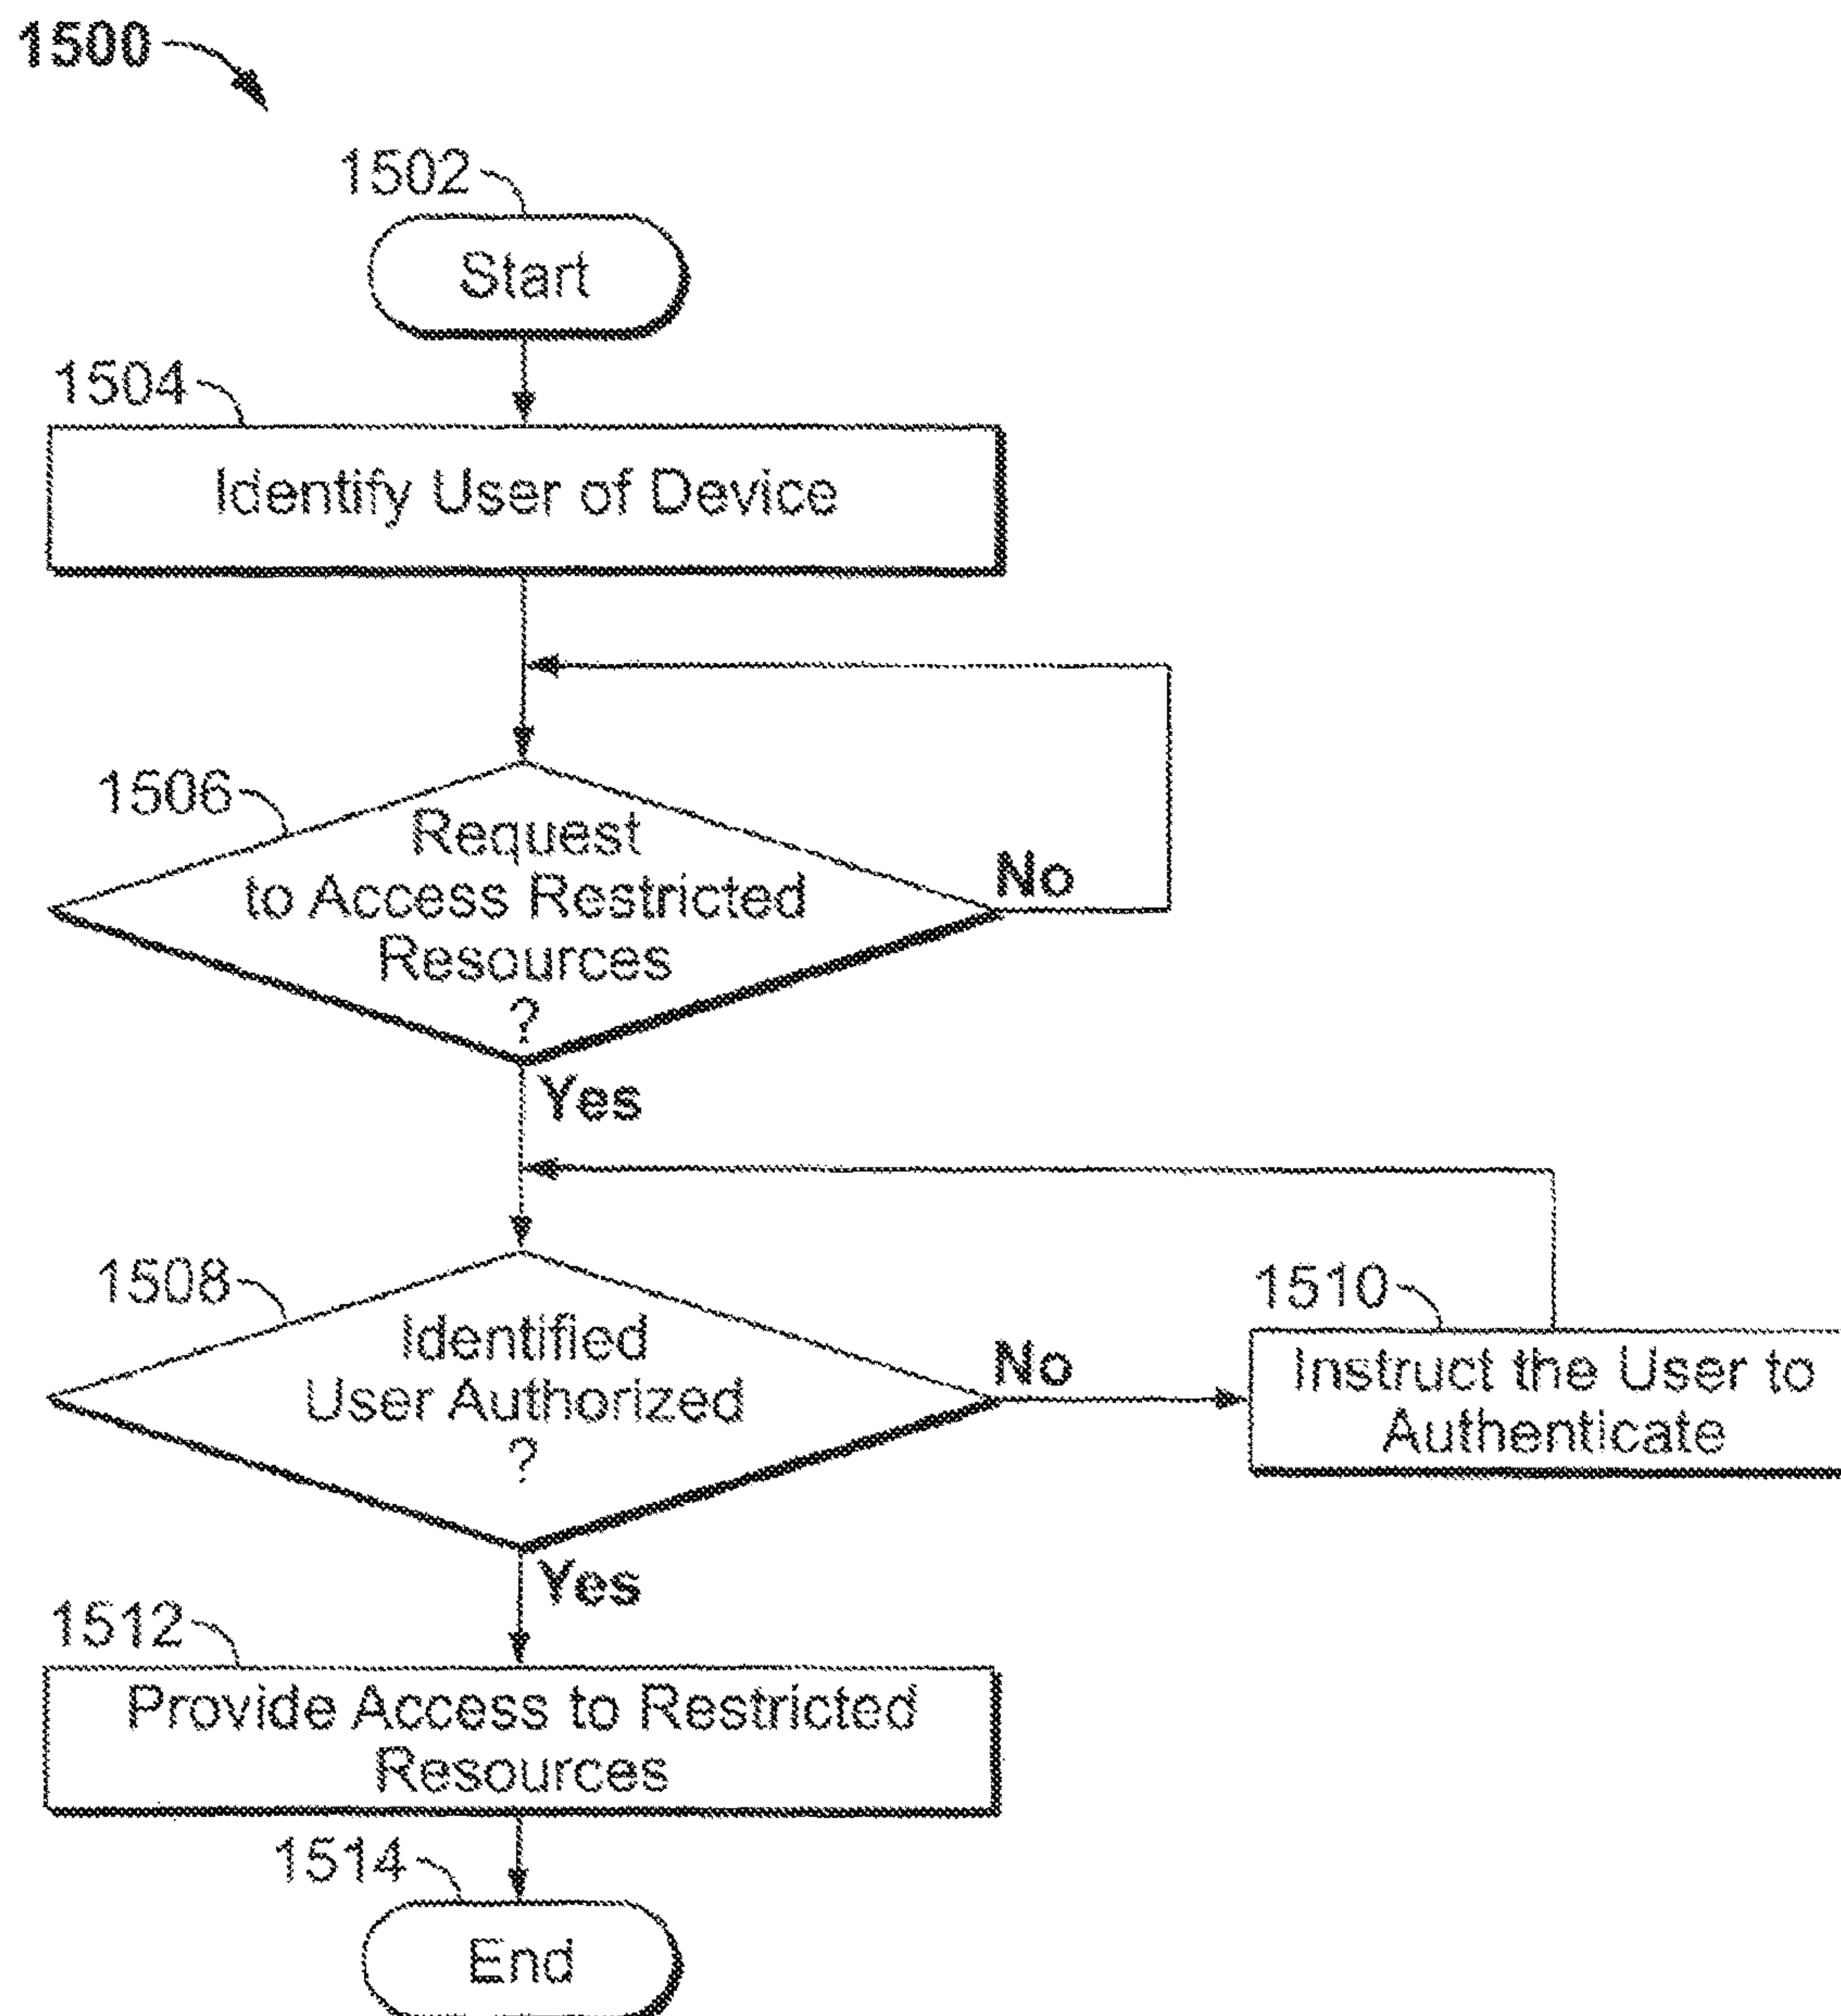 1500
1502
Start
1504
Identify User of Device
1506
Request
to Access Restricted
Resources
?
No
Yes
1508
Identified
User Authorized
?
No
1510
Instruct the User to
Authenticate
Yes
1512
Provide Access to Restricted
Resources
1514
End